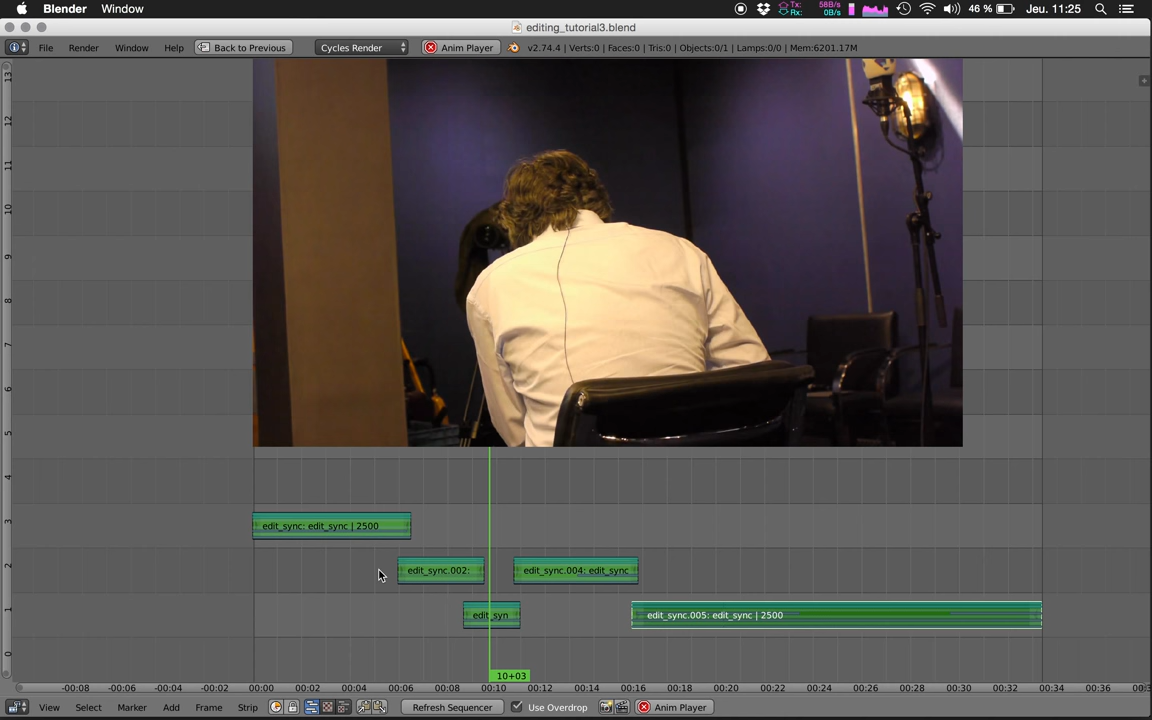 Blender Window Tx: 58B/s Rx: 0B/s 46 % Jeu. 11:25
editing_tutorial3.blend
File Render Window Help Back to Previous Cycles Render Anim Player v2.74.4 | Verts:0 | Faces:0 | Tris:0 | Objects:0/1 | Lamps:0/0 | Mem:6201.17M
13
12
11
10
9
8
7
6
5
4
3
edit_sync: edit_sync | 2500
2
edit_sync.002: edit_sync.004: edit_sync
1
edit_syn edit_sync.005: edit_sync | 2500
0
10+03
-00:08 -00:06 -00:04 -00:02 00:00 00:02 00:04 00:06 00:08 00:10 00:12 00:14 00:16 00:18 00:20 00:22 00:24 00:26 00:28 00:30 00:32 00:34 00:36
View Select Marker Add Frame Strip Refresh Sequencer Use Overdrop Anim Player